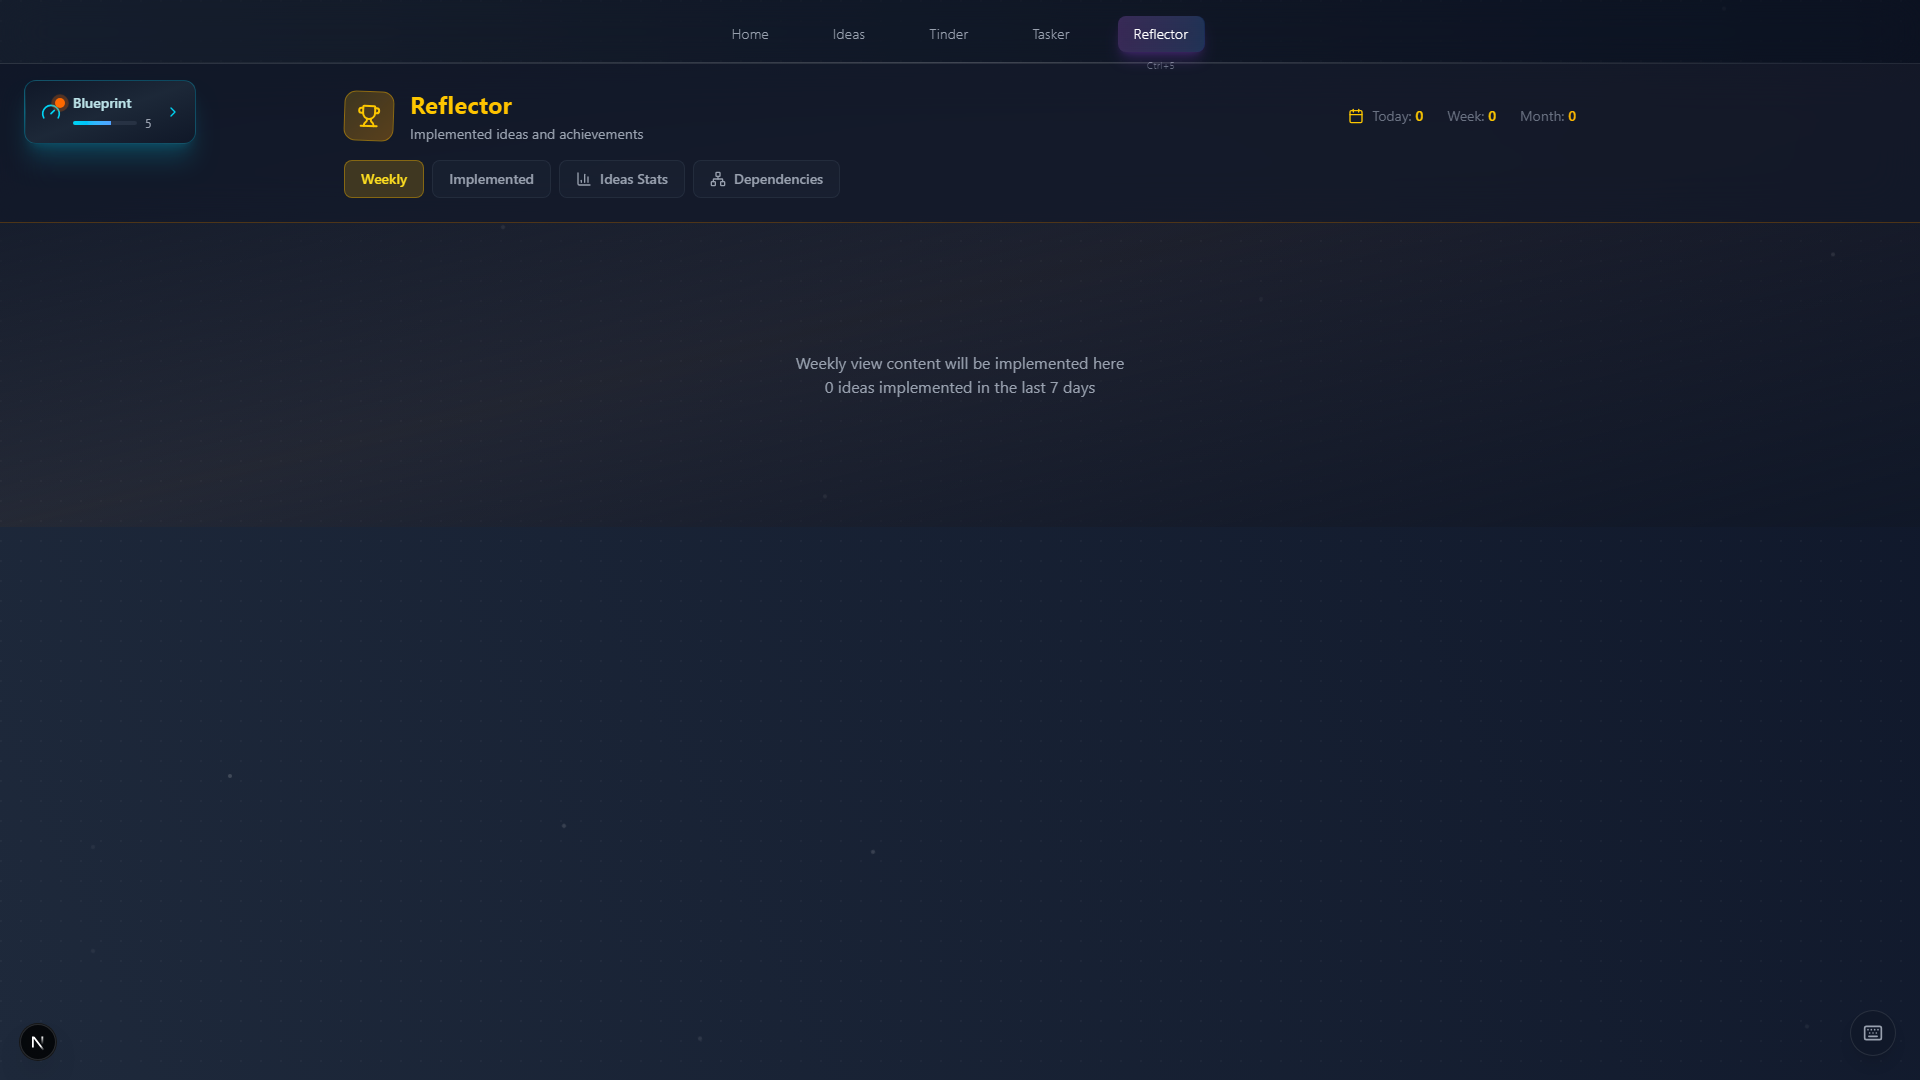 Home Ideas Tinder Tasker Reflector
Ctrl+5
Blueprint
5
Reflector
Implemented ideas and achievements
Today: 0 Week: 0 Month: 0
Weekly Implemented Ideas Stats Dependencies
Weekly view content will be implemented here
0 ideas implemented in the last 7 days
N